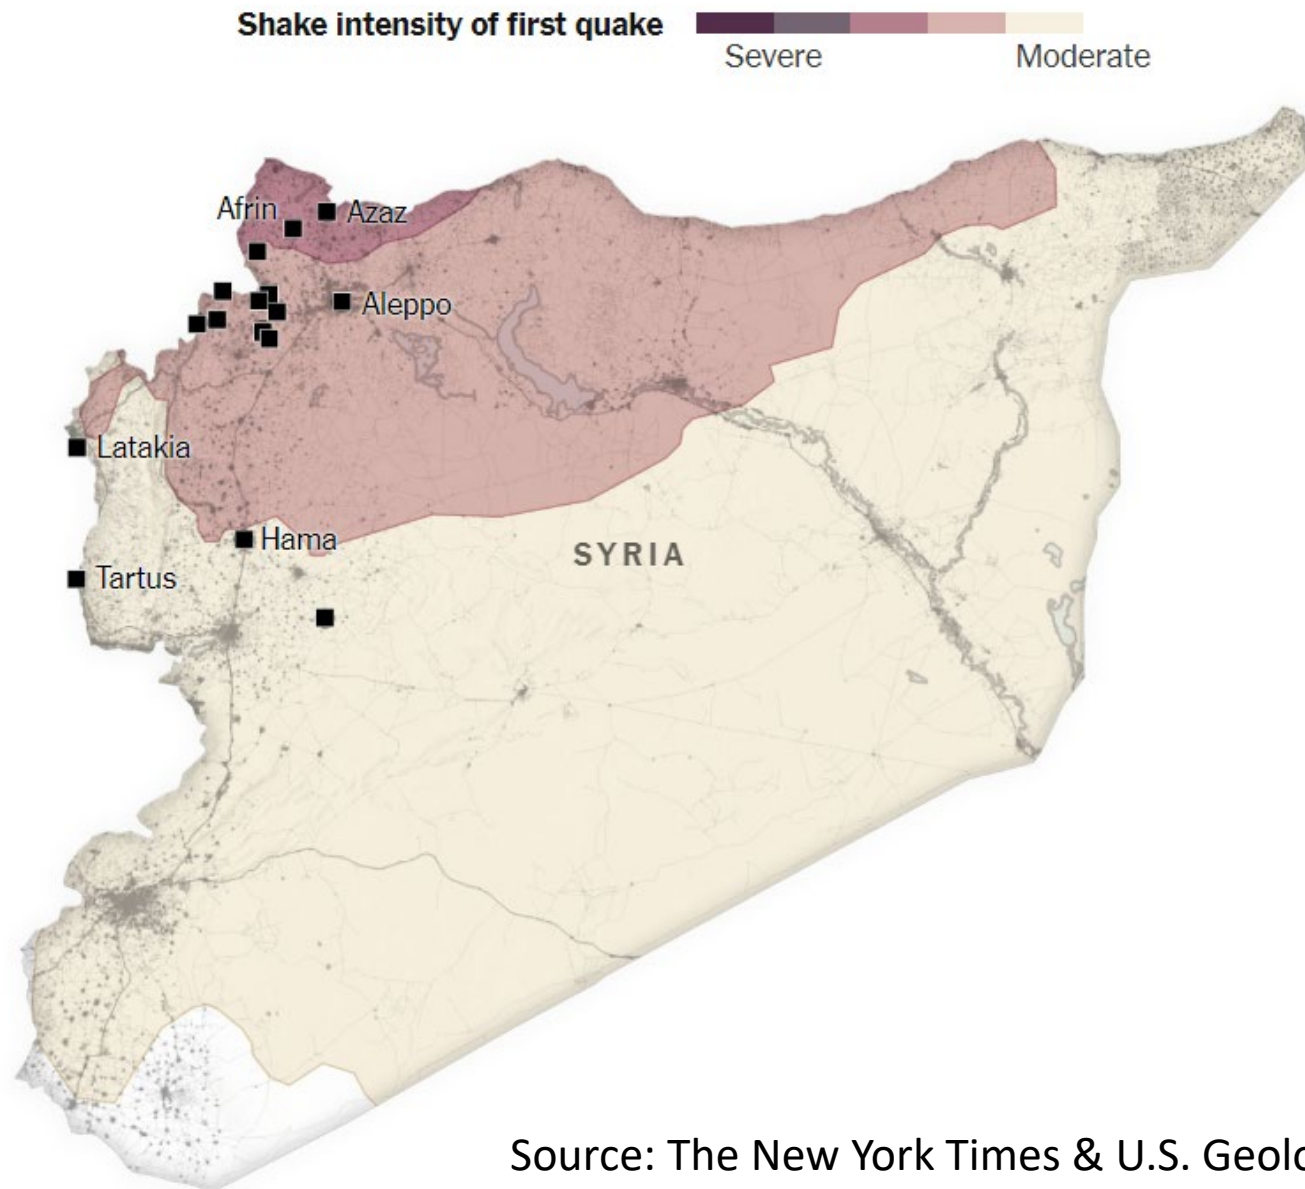 Shake intensity of first quake
Severe
Moderate
Afrin
Azaz
Aleppo
Latakia
Hama
SYRIA
Tartus
Source: The New York Times & U.S.